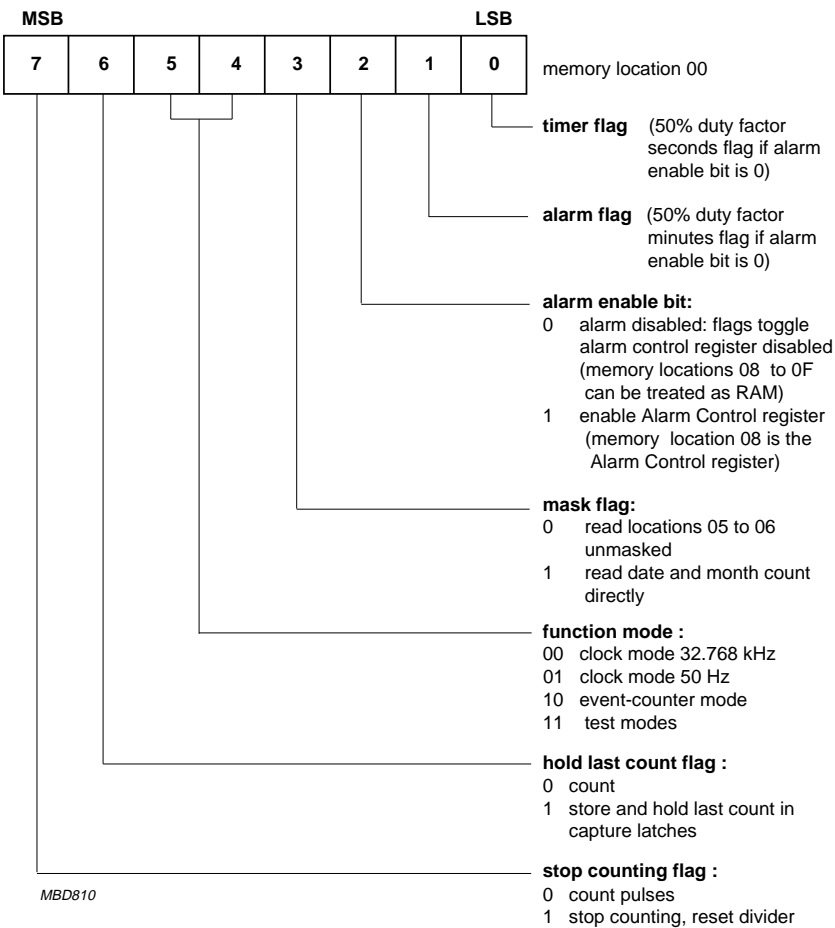 MSB LSB
7 6 5 4 3 2 1 0
memory location 00
timer flag (50% duty factor
seconds flag if alarm
enable bit is 0)
alarm flag (50% duty factor
minutes flag if alarm
enable bit is 0)
alarm enable bit:
0 alarm disabled: flags toggle
alarm control register disabled
(memory locations 08 to 0F
can be treated as RAM)
1 enable Alarm Control register
(memory location 08 is the
Alarm Control register)
mask flag:
0 read locations 05 to 06
unmasked
1 read date and month count
directly
function mode :
00 clock mode 32.768 kHz
01 clock mode 50 Hz
10 event-counter mode
11 test modes
hold last count flag :
0 count
1 store and hold last count in
capture latches
stop counting flag :
0 count pulses
1 stop counting, reset divider
MBD810